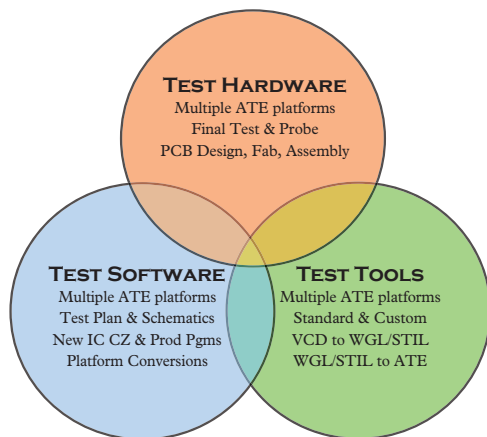 TEST HARDWARE
Multiple ATE platforms
Final Test & Probe
PCB Design, Fab, Assembly
TEST SOFTWARE
Multiple ATE platforms
Test Plan & Schematics
New IC CZ & Prod Pgms
Platform Conversions
TEST TOOLS
Multiple ATE platforms
Standard & Custom
VCD to WGL/STIL
WGL/STIL to ATE